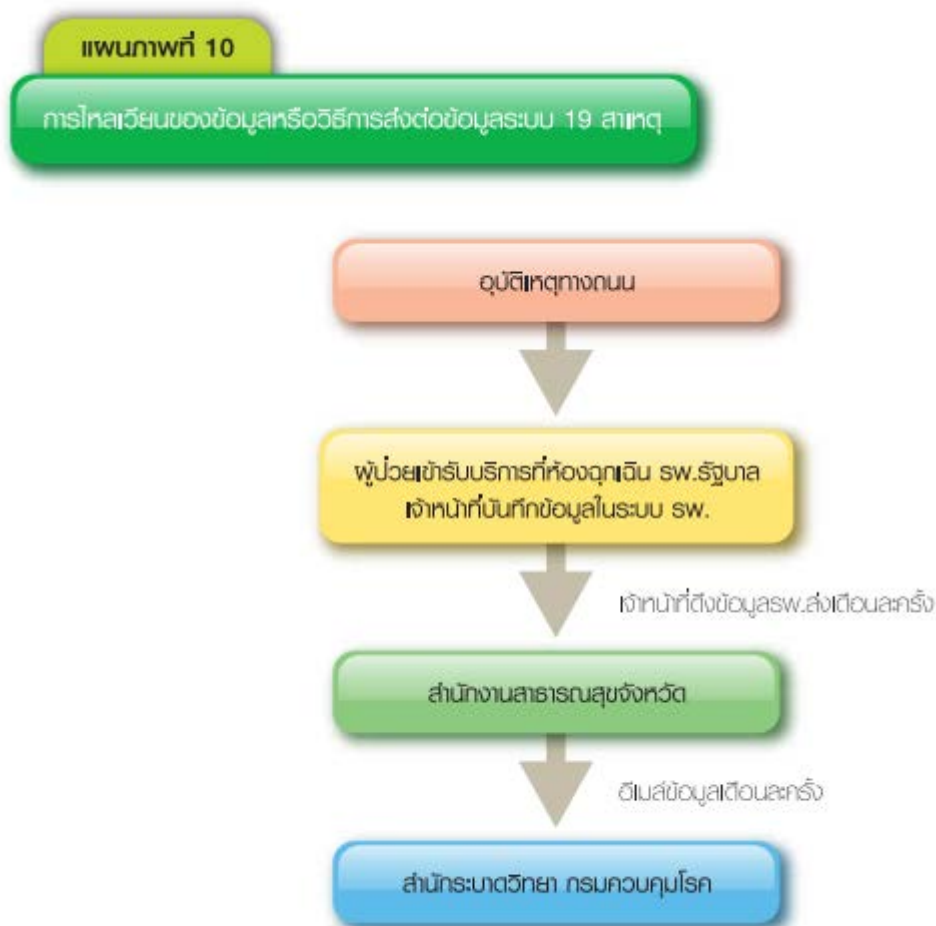 แผนภาพที่ 10
การไหลเวียนของข้อมูลหรือวิธีการส่งต่อข้อมูลระบบ 19 สาเหตุ
อุบัติเหตุทางถนน
ผู้ป่วยเข้ารับบริการที่ห้องฉุกเฉิน รพ.รัฐบาล
เจ้าหน้าที่บันทึกข้อมูลในระบบ รพ.
เจ้าหน้าที่ดึงข้อมูลรพ.ส่งเดือนละครั้ง
สำนักงานสาธารณสุขจังหวัด
อีเมล์ข้อมูลเดือนละครั้ง
สำนักระบาดวิทยา กรมควบคุมโรค